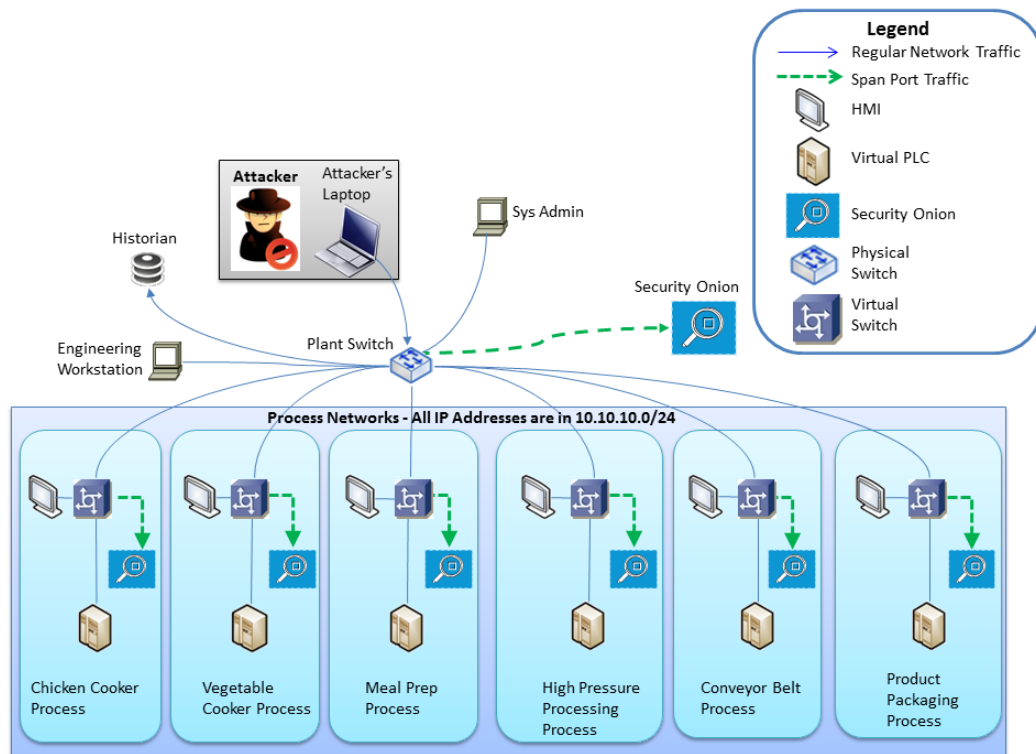 Legend
Regular Network Traffic
Span Port Traffic
HMI
Virtual PLC
Security Onion
Physical
Switch
Virtual
Switch
Attacker
Attacker's
Laptop
Sys Admin
Historian
Security Onion
Plant Switch
Engineering
Workstation
Process Networks - All IP Addresses are in 10.10.10.0/24
Chicken Cooker
Process
Vegetable
Cooker Process
Meal Prep
Process
High Pressure
Processing
Process
Conveyor Belt
Process
Product
Packaging
Process